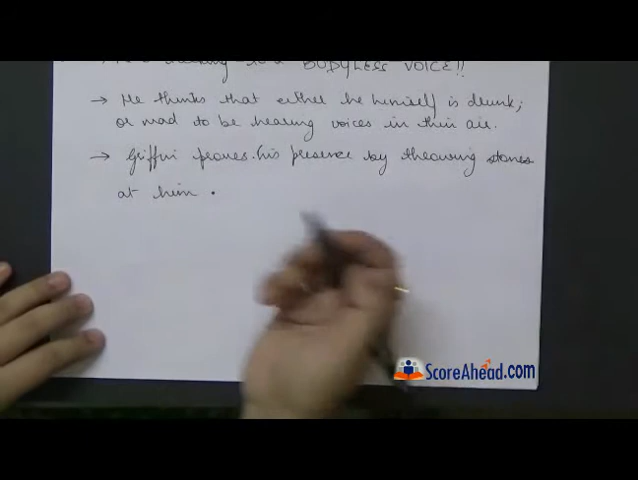 to a BODYLESS VOICE!!
→ He thinks that either he himself is drunk;
or mad to be hearing voices in thin air.
→ Griffin proves his presence by throwing stones
at him.
ScoreAhead.com